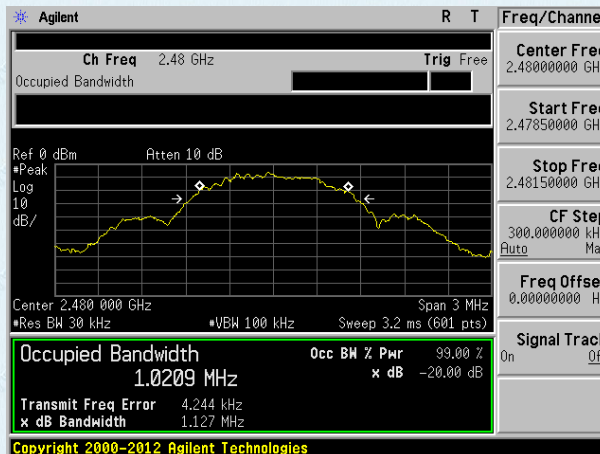 Agilent R T Freq/Channe
Ch Freq 2.48 GHz Trig Free
Occupied Bandwidth
Center Fre
2.48000000 GH
Start Fre
2.47850000 GH
Stop Fre
2.48150000 GH
CF Ste
300.000000 kH
Auto Ma
Freq Offse
0.00000000 H
Signal Trac
On Of
Ref 0 dBm Atten 10 dB
#Peak
Log
10
dB/
Center 2.480 000 GHz Span 3 MHz
#Res BW 30 kHz #VBW 100 kHz Sweep 3.2 ms (601 pts)
Occupied Bandwidth Occ BW % Pwr 99.00 %
1.0209 MHz x dB -20.00 dB
Transmit Freq Error 4.244 kHz
x dB Bandwidth 1.127 MHz
Copyright 2000-2012 Agilent Technologies